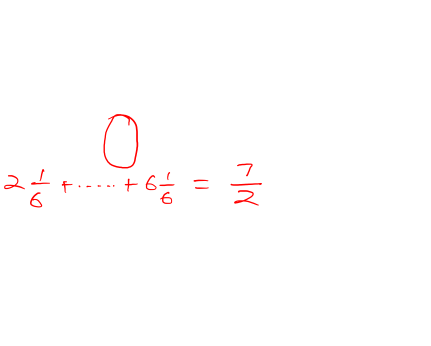 0
2 1/6 + ..... + 6 1/6 = 7/2